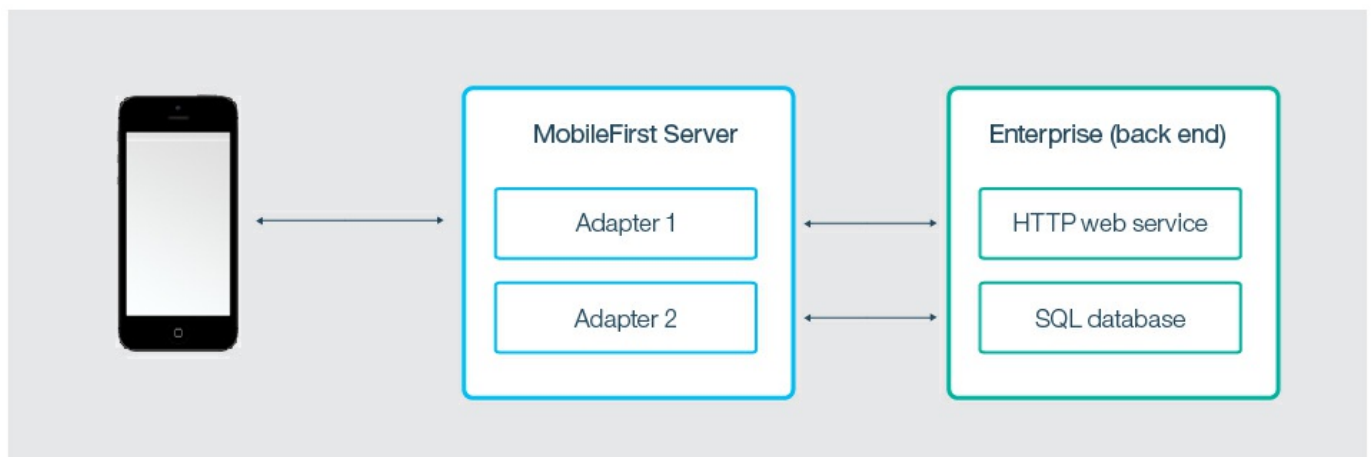 MobileFirst Server
Adapter 1
Adapter 2
Enterprise (back end)
HTTP web service
SQL database